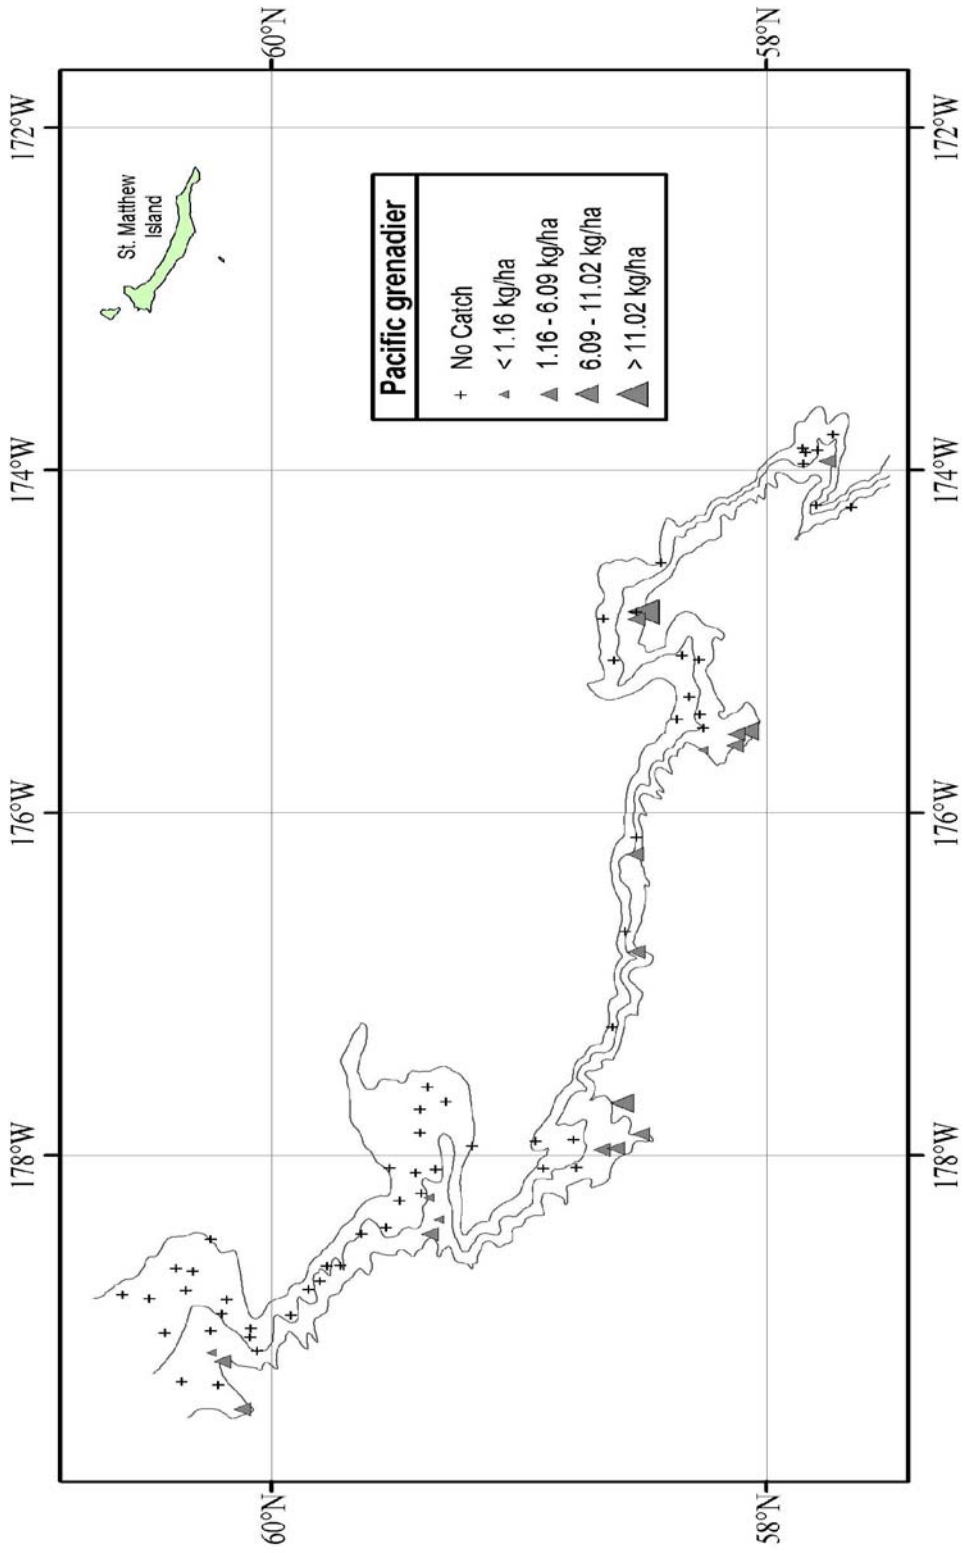 178°W
176°W
174°W
172°W
60°N
60°N
St. Matthew
Island
Pacific grenadier
No Catch
< 1.16 kg/ha
1.16 - 6.09 kg/ha
6.09 - 11.02 kg/ha
> 11.02 kg/ha
58°N
58°N
178°W
176°W
174°W
172°W